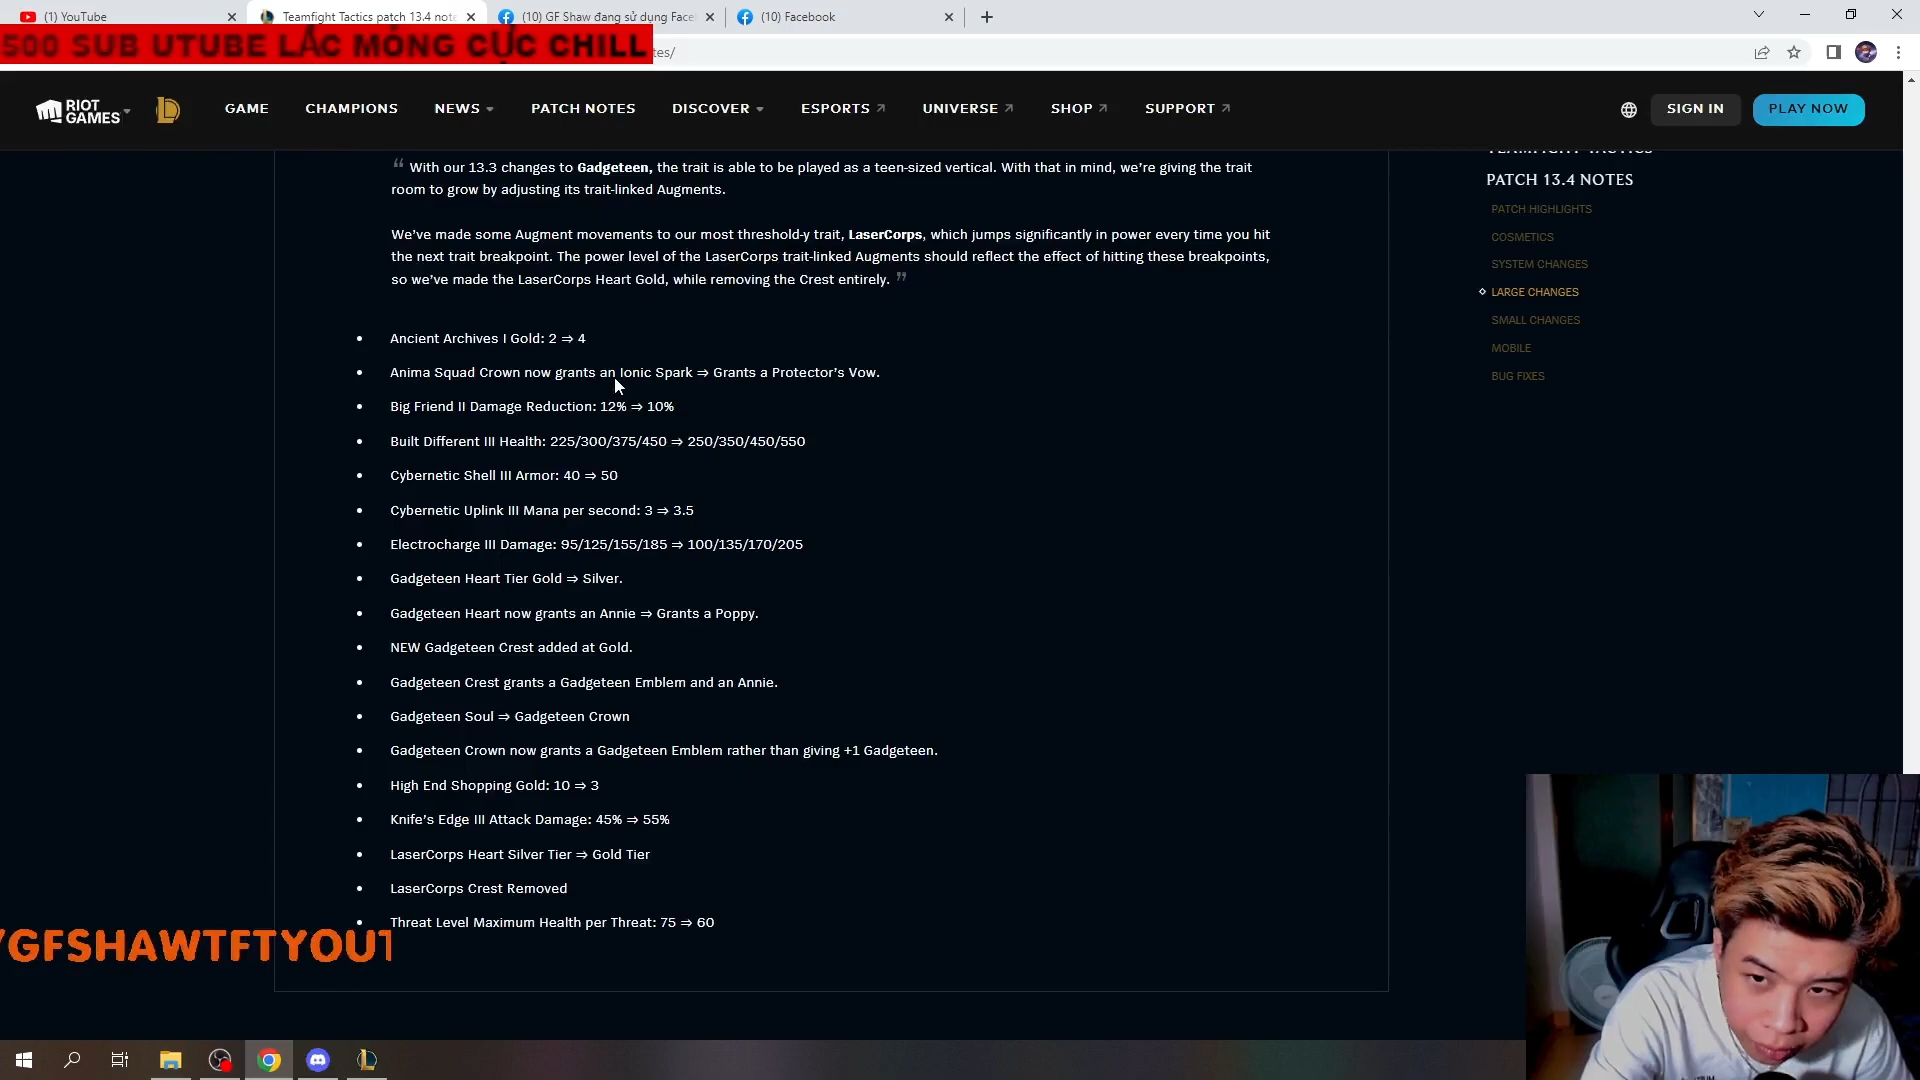 (1) YouTube
Teamfight Tactics patch 13.4 note
(10) GF Shaw đang sử dụng Face
(10) Facebook
500 SUB UTUBE LẮC MÔNG CỰC CHILL
tes/
RIOT GAMES
GAME
CHAMPIONS
NEWS
PATCH NOTES
DISCOVER
ESPORTS
UNIVERSE
SHOP
SUPPORT
SIGN IN
PLAY NOW
“ With our 13.3 changes to Gadgeteen, the trait is able to be played as a teen-sized vertical. With that in mind, we’re giving the trait
room to grow by adjusting its trait-linked Augments.
We’ve made some Augment movements to our most threshold-y trait, LaserCorps, which jumps significantly in power every time you hit
the next trait breakpoint. The power level of the LaserCorps trait-linked Augments should reflect the effect of hitting these breakpoints,
so we’ve made the LaserCorps Heart Gold, while removing the Crest entirely. ”
• Ancient Archives I Gold: 2 ⇒ 4
• Anima Squad Crown now grants an Ionic Spark ⇒ Grants a Protector’s Vow.
• Big Friend II Damage Reduction: 12% ⇒ 10%
• Built Different III Health: 225/300/375/450 ⇒ 250/350/450/550
• Cybernetic Shell III Armor: 40 ⇒ 50
• Cybernetic Uplink III Mana per second: 3 ⇒ 3.5
• Electrocharge III Damage: 95/125/155/185 ⇒ 100/135/170/205
• Gadgeteen Heart Tier Gold ⇒ Silver.
• Gadgeteen Heart now grants an Annie ⇒ Grants a Poppy.
• NEW Gadgeteen Crest added at Gold.
• Gadgeteen Crest grants a Gadgeteen Emblem and an Annie.
• Gadgeteen Soul ⇒ Gadgeteen Crown
• Gadgeteen Crown now grants a Gadgeteen Emblem rather than giving +1 Gadgeteen.
• High End Shopping Gold: 10 ⇒ 3
• Knife’s Edge III Attack Damage: 45% ⇒ 55%
• LaserCorps Heart Silver Tier ⇒ Gold Tier
• LaserCorps Crest Removed
• Threat Level Maximum Health per Threat: 75 ⇒ 60
TEAMFIGHT TACTICS
PATCH 13.4 NOTES
PATCH HIGHLIGHTS
COSMETICS
SYSTEM CHANGES
LARGE CHANGES
SMALL CHANGES
MOBILE
BUG FIXES
/GFSHAWTFTYOUT